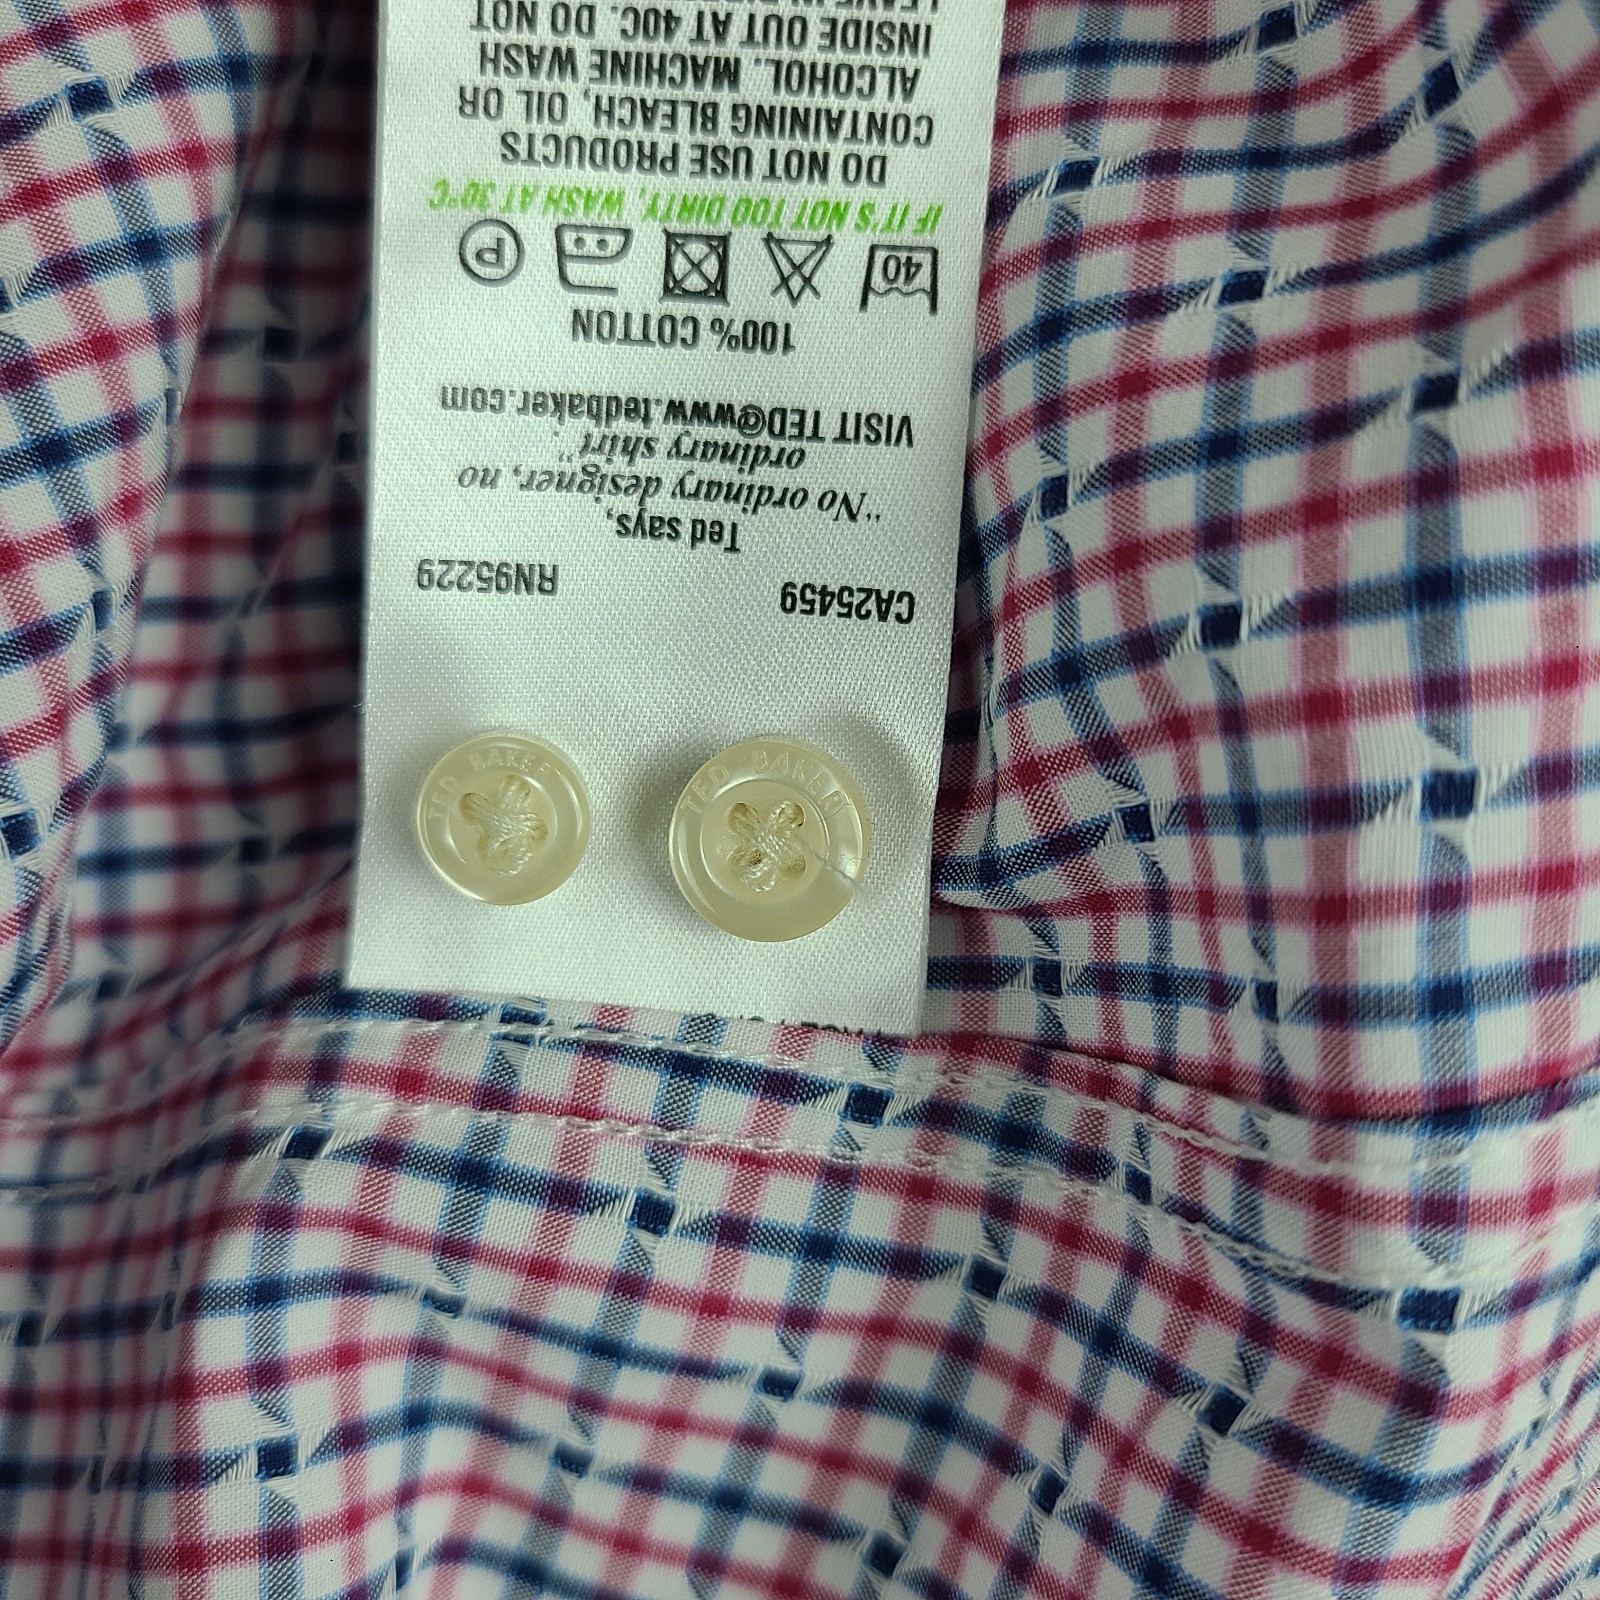 CA25459 RN95229
Ted says,
"No ordinary designer, no
ordinary shirt".
VISIT TED@www.tedbaker.com
100% COTTON
40 P
IF IT'S NOT TOO DIRTY, WASH AT 30°C
DO NOT USE PRODUCTS
CONTAINING BLEACH, OIL OR
ALCOHOL. MACHINE WASH
INSIDE OUT AT 40C. DO NOT
TED BAKER
TED BAKER